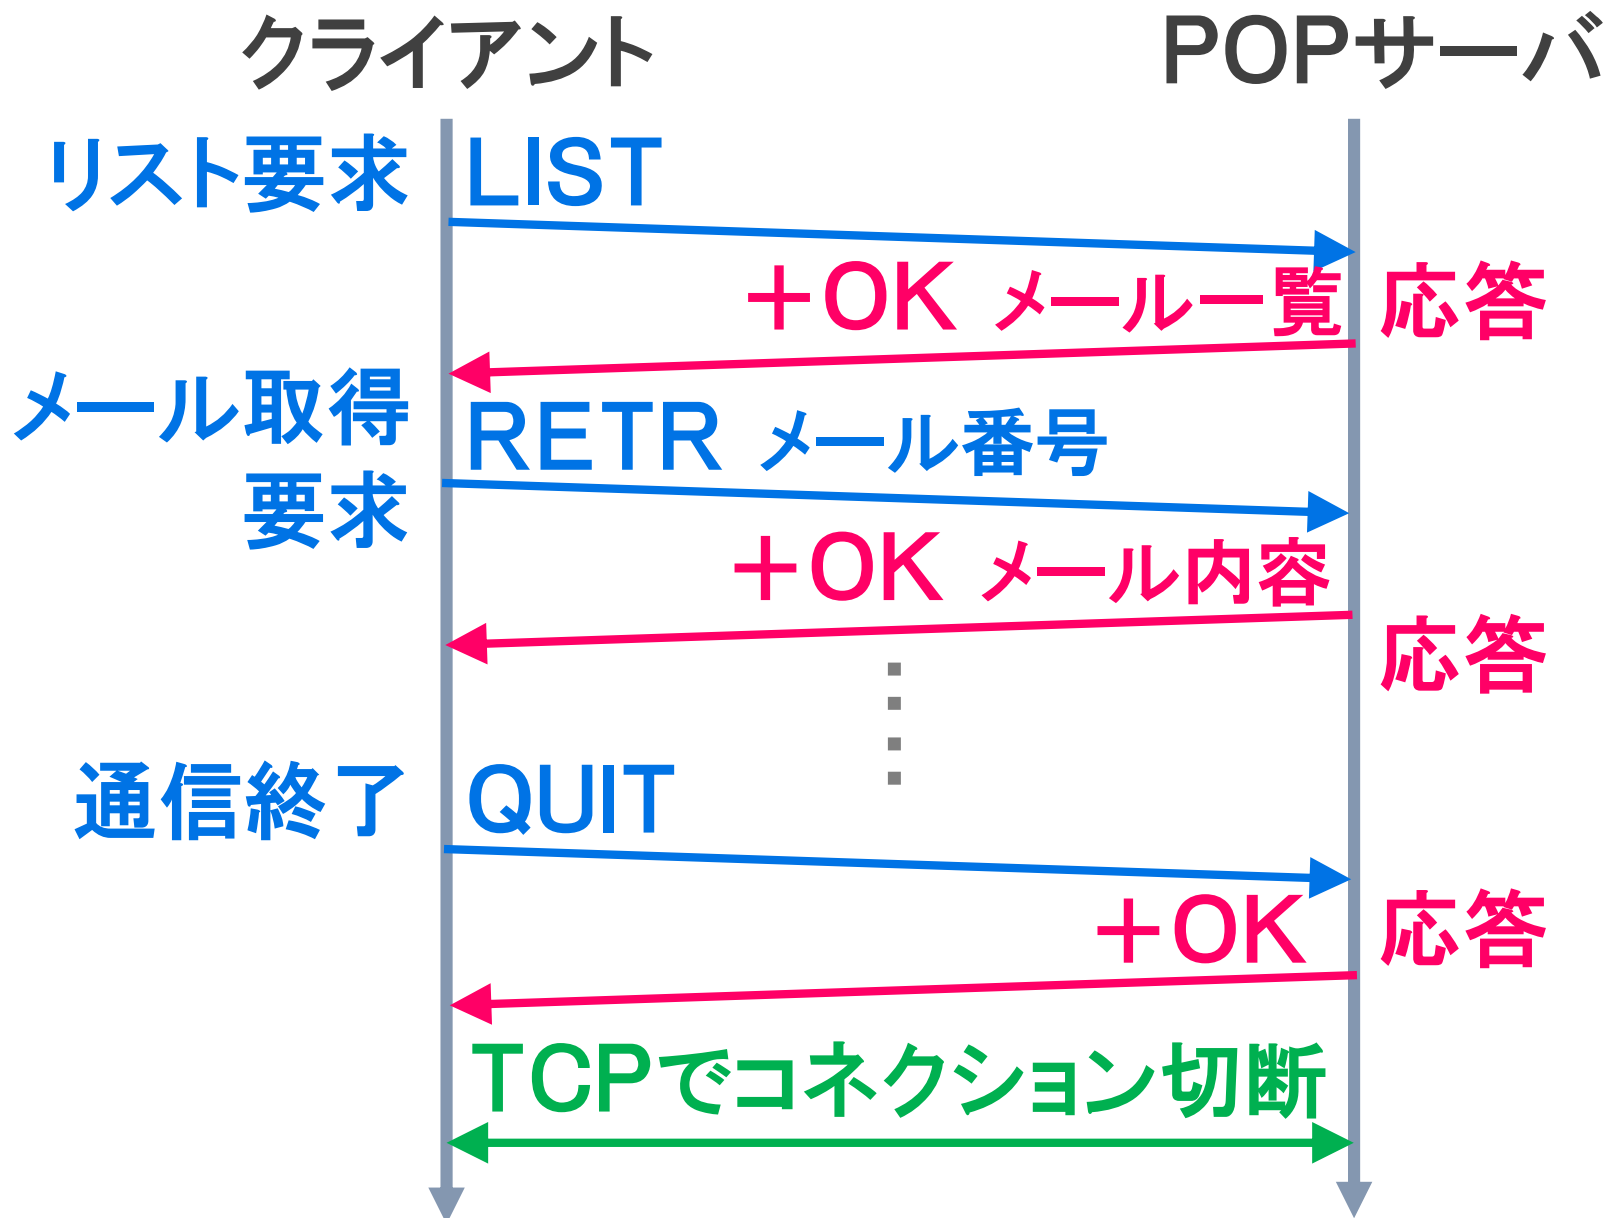 クライアント
POPサーバ
リスト要求
LIST
＋OK メール一覧
応答
メール取得
要求
RETR メール番号
＋OK メール内容
応答
通信終了
QUIT
＋OK
応答
TCPでコネクション切断